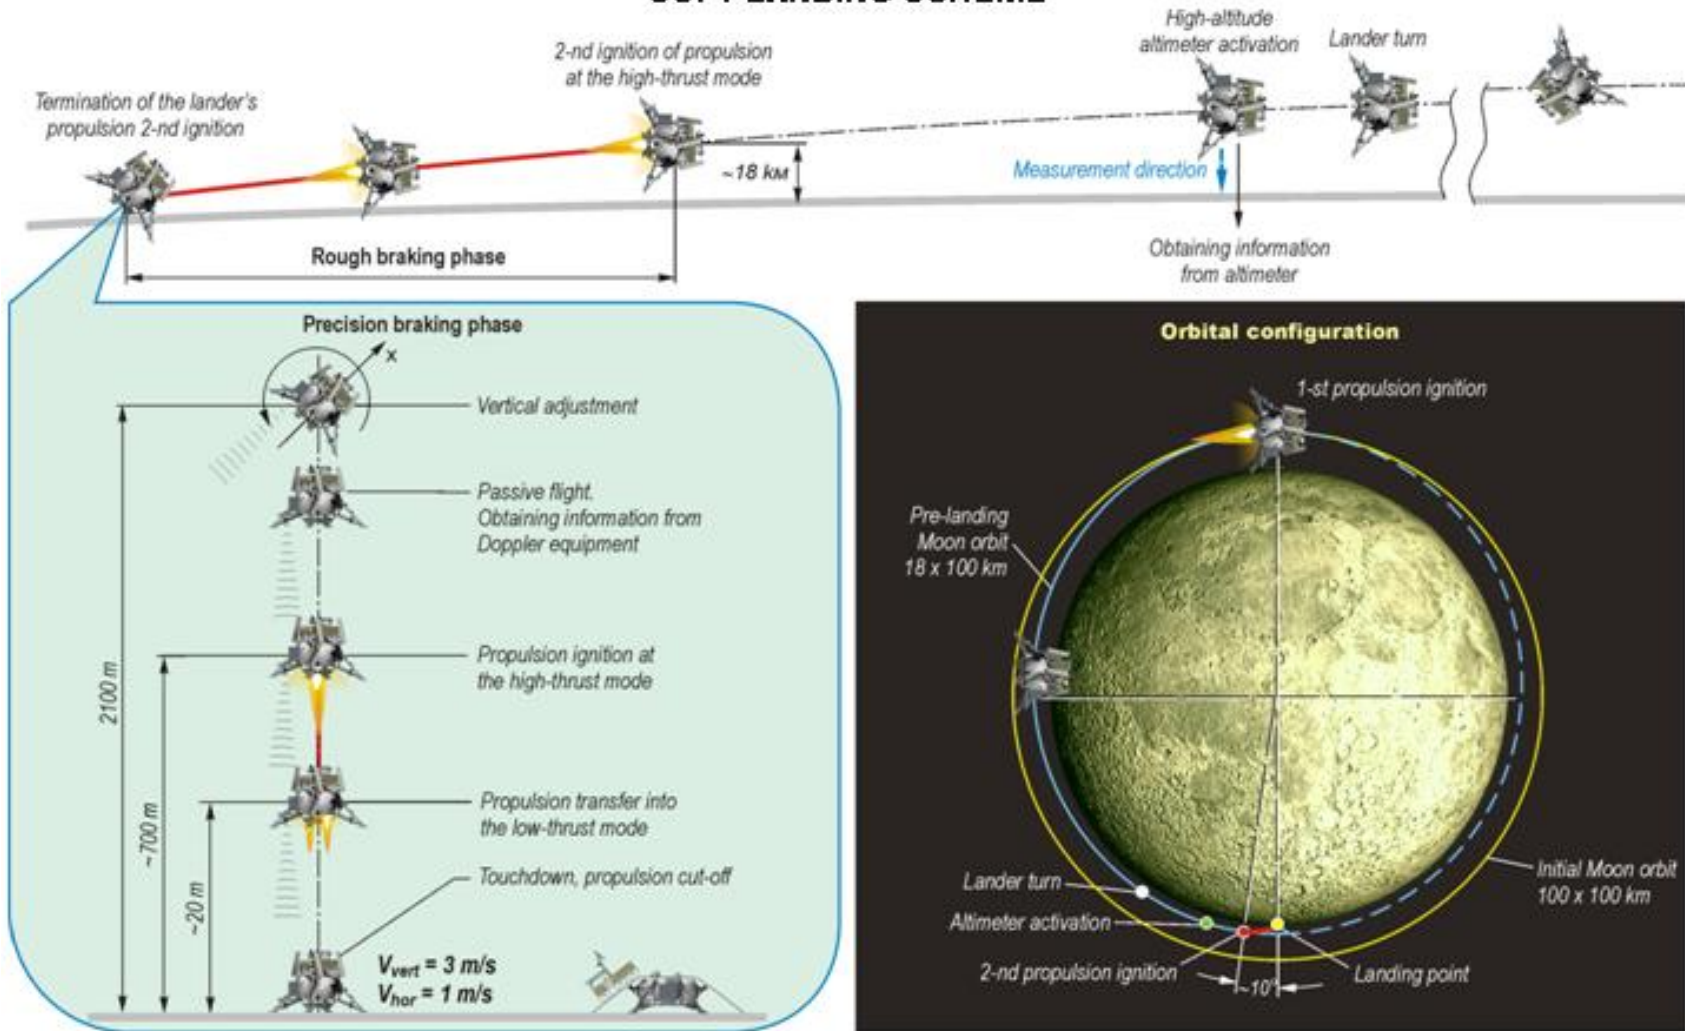 SOFT LANDING SCHEME
High-altitude
altimeter activation
Lander turn
2-nd ignition of propulsion
at the high-thrust mode
Termination of the lander's
propulsion 2-nd ignition
~18 км
Measurement direction
Obtaining information
from altimeter
Rough braking phase
Precision braking phase
x
Vertical adjustment
Passive flight.
Obtaining information from
Doppler equipment
Propulsion ignition at
the high-thrust mode
Propulsion transfer into
the low-thrust mode
Touchdown, propulsion cut-off
2100 m
~700 m
~20 m
Vvert = 3 m/s
Vhor = 1 m/s
Orbital configuration
1-st propulsion ignition
Pre-landing
Moon orbit
18 x 100 km
Initial Moon orbit
100 x 100 km
Lander turn
Altimeter activation
2-nd propulsion ignition
~10°
Landing point